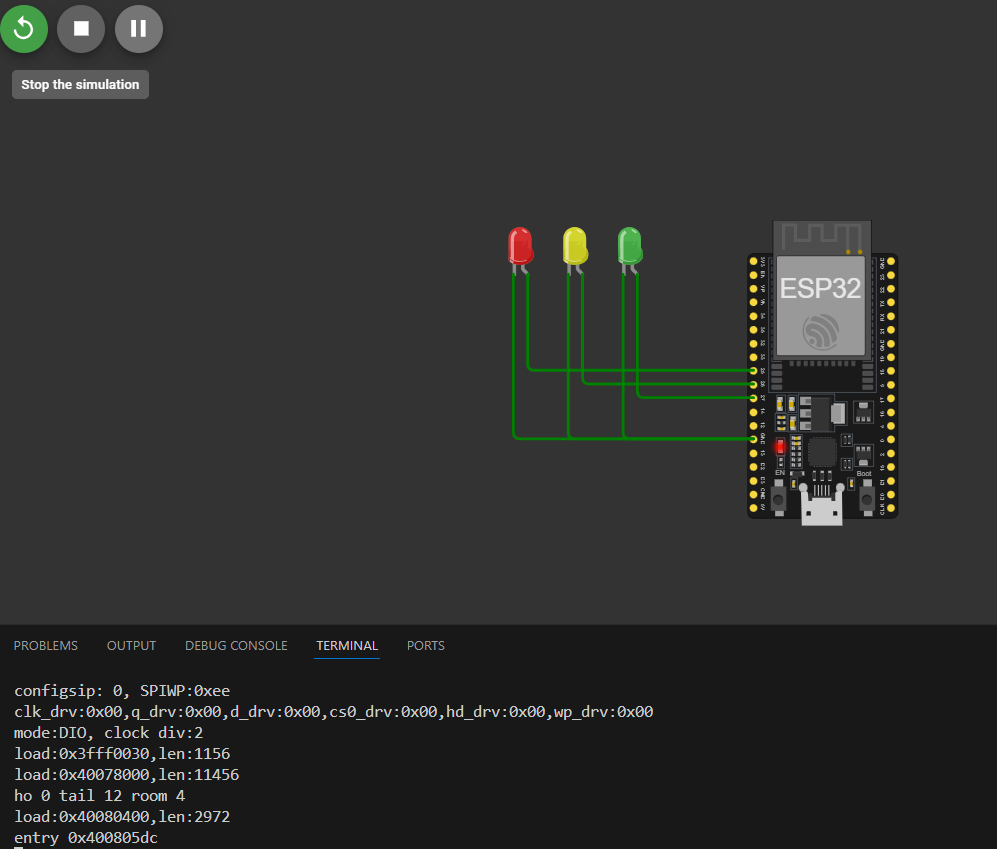 Stop the simulation
ESP32
EN
Boot
PROBLEMS
OUTPUT
DEBUG CONSOLE
TERMINAL
PORTS
configsip: 0, SPIWP:0xee
clk_drv:0x00,q_drv:0x00,d_drv:0x00,cs0_drv:0x00,hd_drv:0x00,wp_drv:0x00
mode:DIO, clock div:2
load:0x3fff0030,len:1156
load:0x40078000,len:11456
ho 0 tail 12 room 4
load:0x40080400,len:2972
entry 0x400805dc